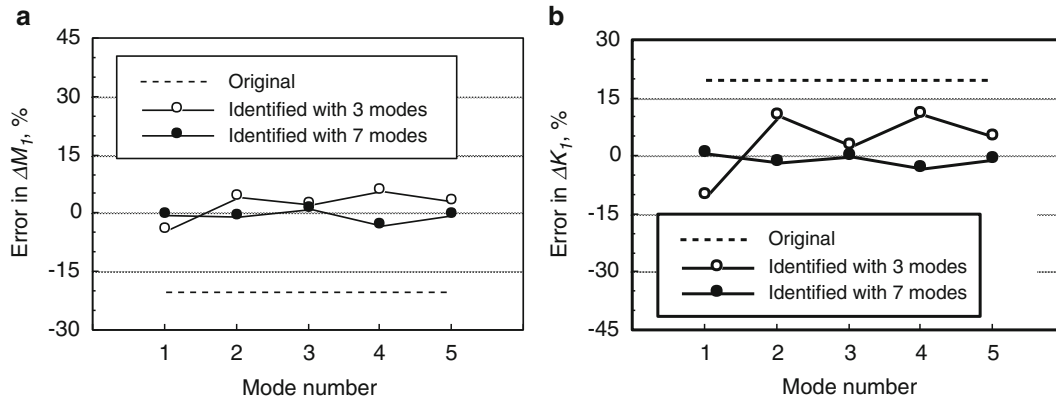 a
Error in ΔM1, %
45
30
15
0
-15
-30
Original
Identified with 3 modes
Identified with 7 modes
1 2 3 4 5
Mode number
b
Error in ΔK1, %
30
15
0
-15
-30
-45
Original
Identified with 3 modes
Identified with 7 modes
1 2 3 4 5
Mode number